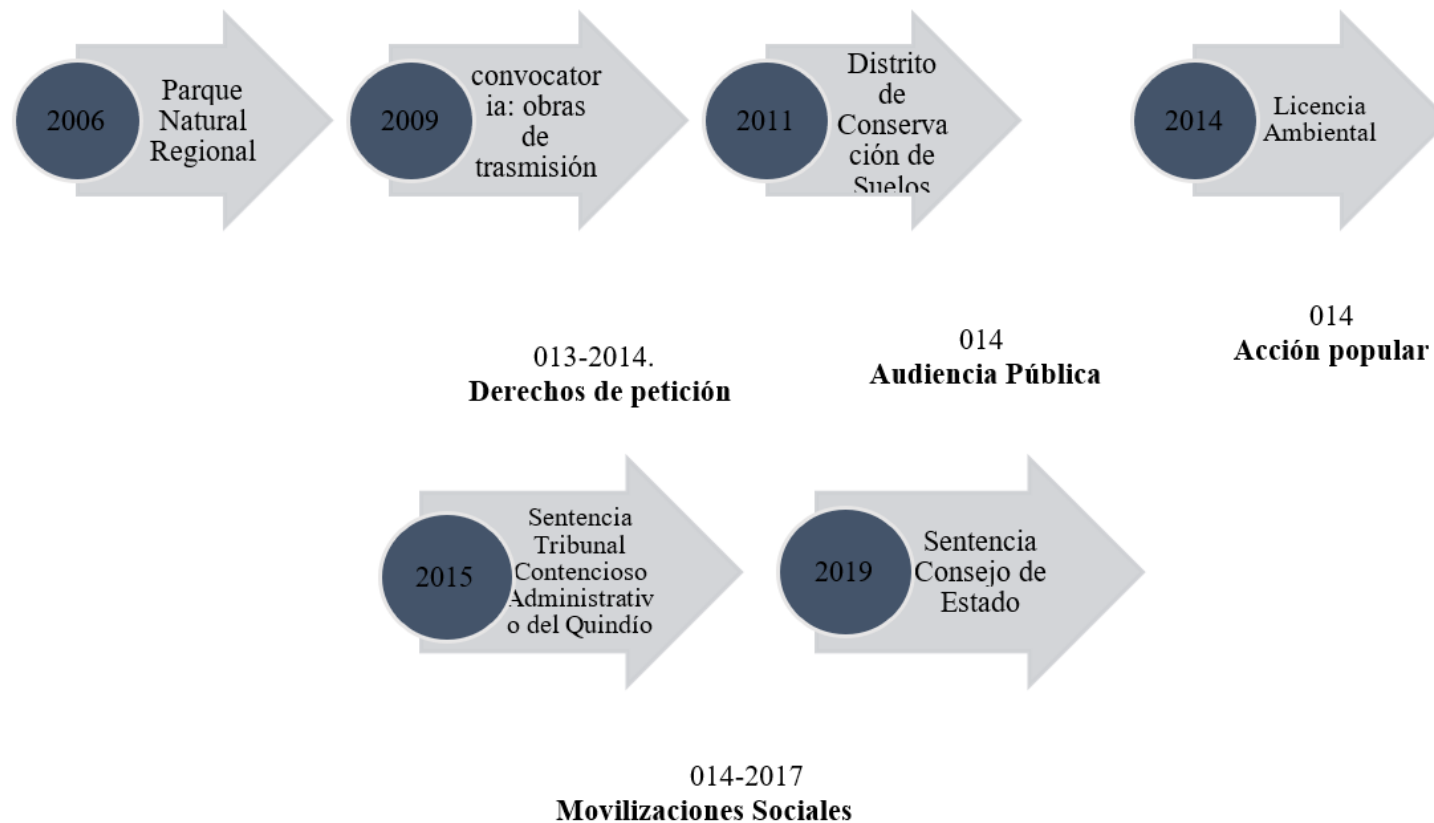 2006
Parque
Natural
Regional
2009
convocator
ia: obras
de
trasmisión
2011
Distrito
de
Conserva
ción de
Suelos
2014
Licencia
Ambiental
013-2014.
Derechos de petición
014
Audiencia Pública
014
Acción popular
2015
Sentencia
Tribunal
Contencioso
Administrativ
o del Quindío
2019
Sentencia
Consejo de
Estado
014-2017
Movilizaciones Sociales